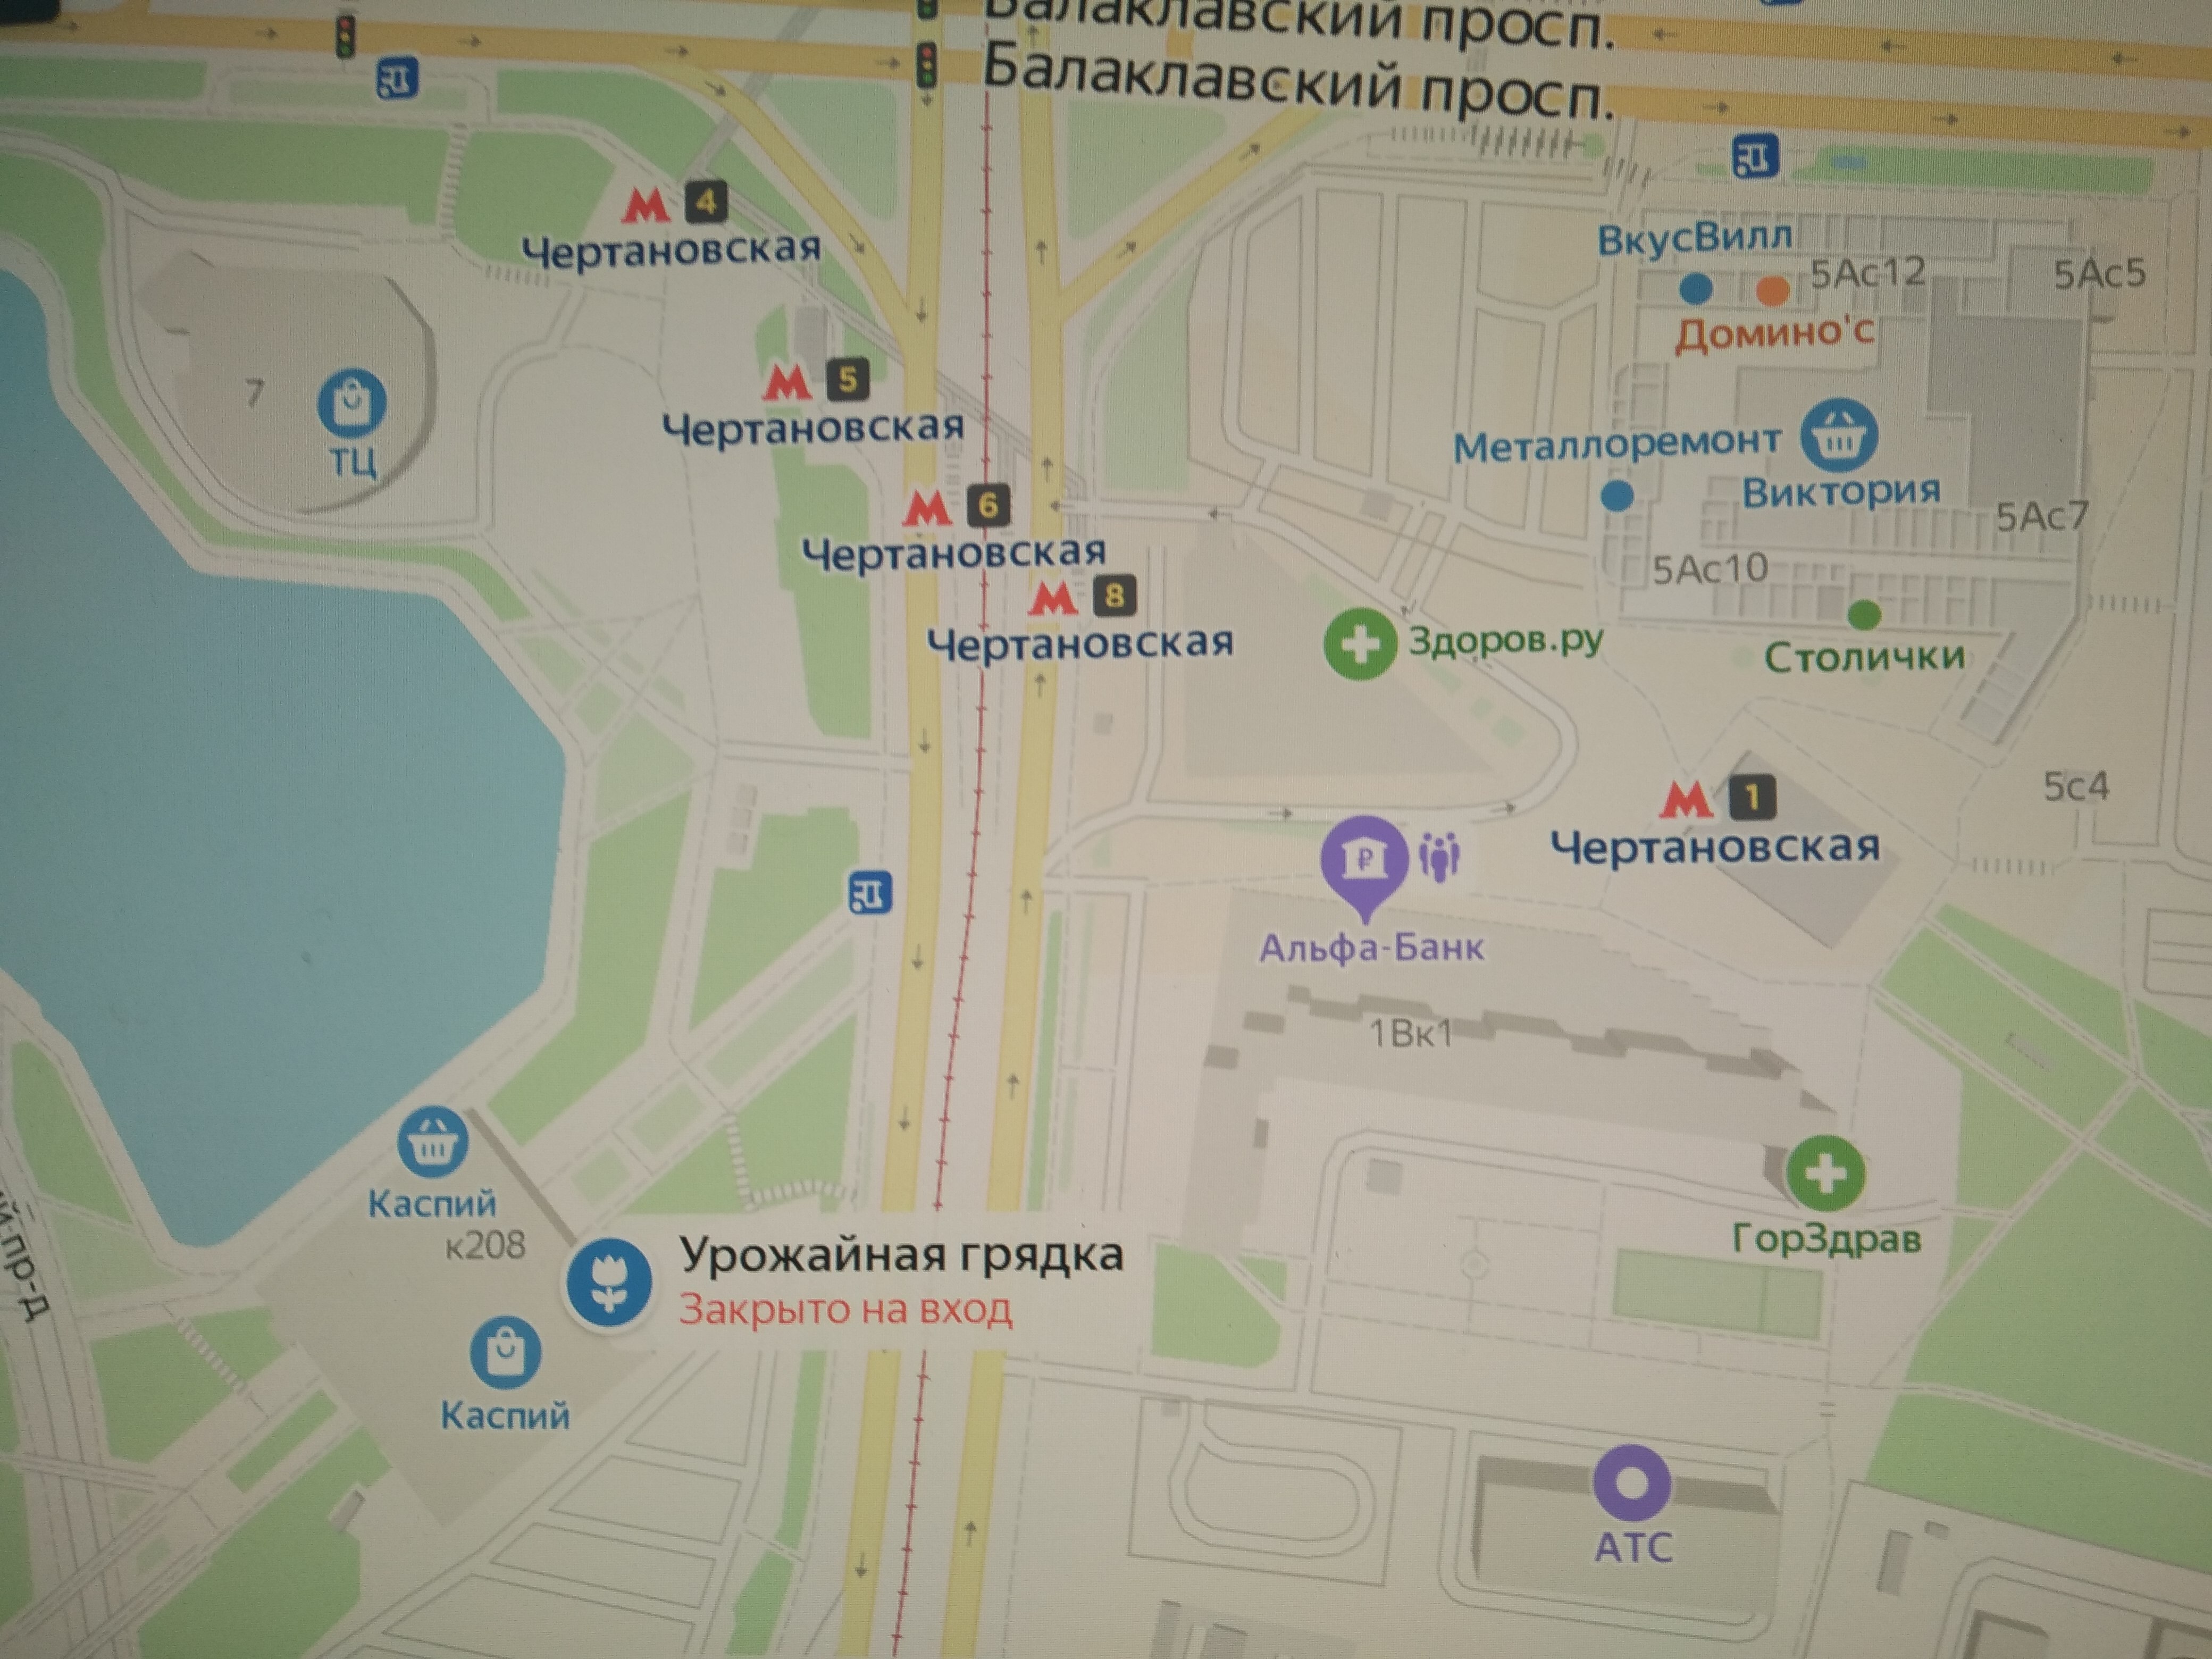 Балаклавский просп.
Балаклавский просп.
4
Чертановская
ВкусВилл
5Ас12
5Ас5
Домино'с
7
ТЦ
5
Чертановская
Металлоремонт
Виктория
5Ас7
6
Чертановская
5Ас10
8
Чертановская
Здоров.ру
Столички
1
Чертановская
5с4
Альфа-Банк
1Вк1
Каспий
к208
ГорЗдрав
Урожайная грядка
Закрыто на вход
Каспий
АТС
пр-д